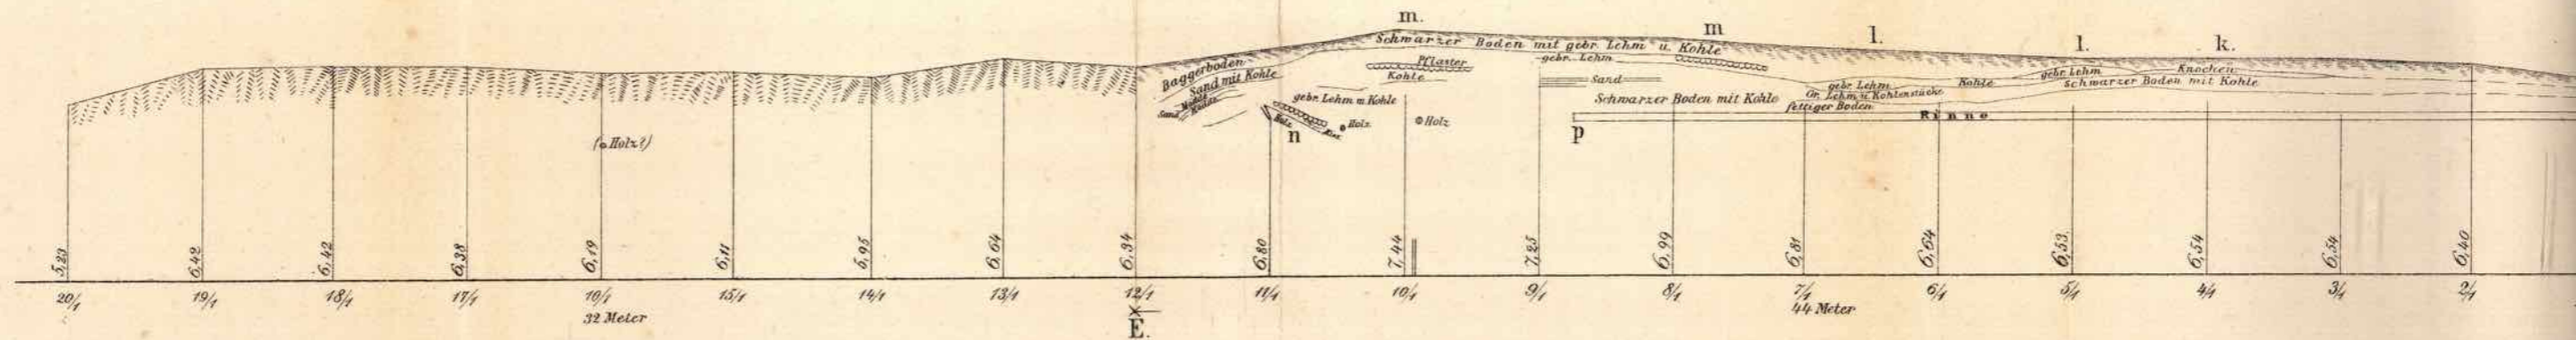 m.
m
l.
l.
k.
Schwarzer Boden mit gebr. Lehm u. Kohle
Baggerboden
Sand mit Kohle
Sand
Pflaster
Kohle
gebr. Lehm
Sand
gebr. Lehm
Gr. Lehm u. Kohlenstücke
fettiger Boden
Kohle
gebr. Lehm
Knochen
Schwarzer Boden mit Kohle
gebr. Lehm u. Kohle
Schwarzer Boden mit Kohle
Holz
Holz
Holz
n
p
Rinne
(Holz?)
5,23 6,42 6,42 6,38 6,19 6,11 5,95 6,64 6,34 6,80 7,44 7,25 6,99 6,81 6,64 6,53 6,54 6,54 6,40
20/1 19/1 18/1 17/1 10/1 15/1 14/1 13/1 12/1 11/1 10/1 9/1 8/1 7/1 6/1 5/1 4/1 3/1 2/1
32 Meter
44 Meter
E.